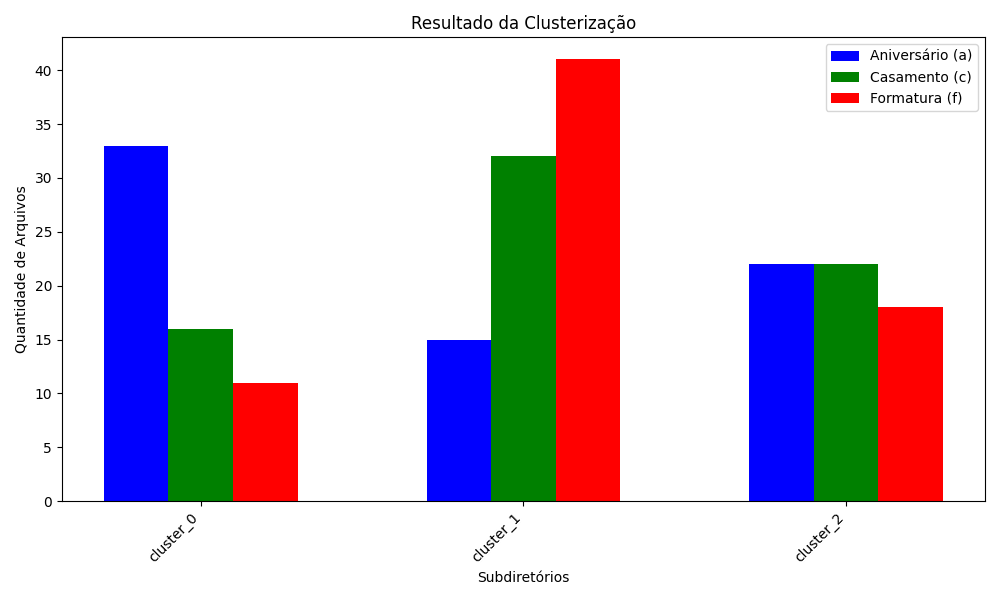 Resultado da Clusterização
Aniversário (a)
Casamento (c)
Formatura (f)
Quantidade de Arquivos
40
35
30
25
20
15
10
5
0
cluster_0
cluster_1
cluster_2
Subdiretórios